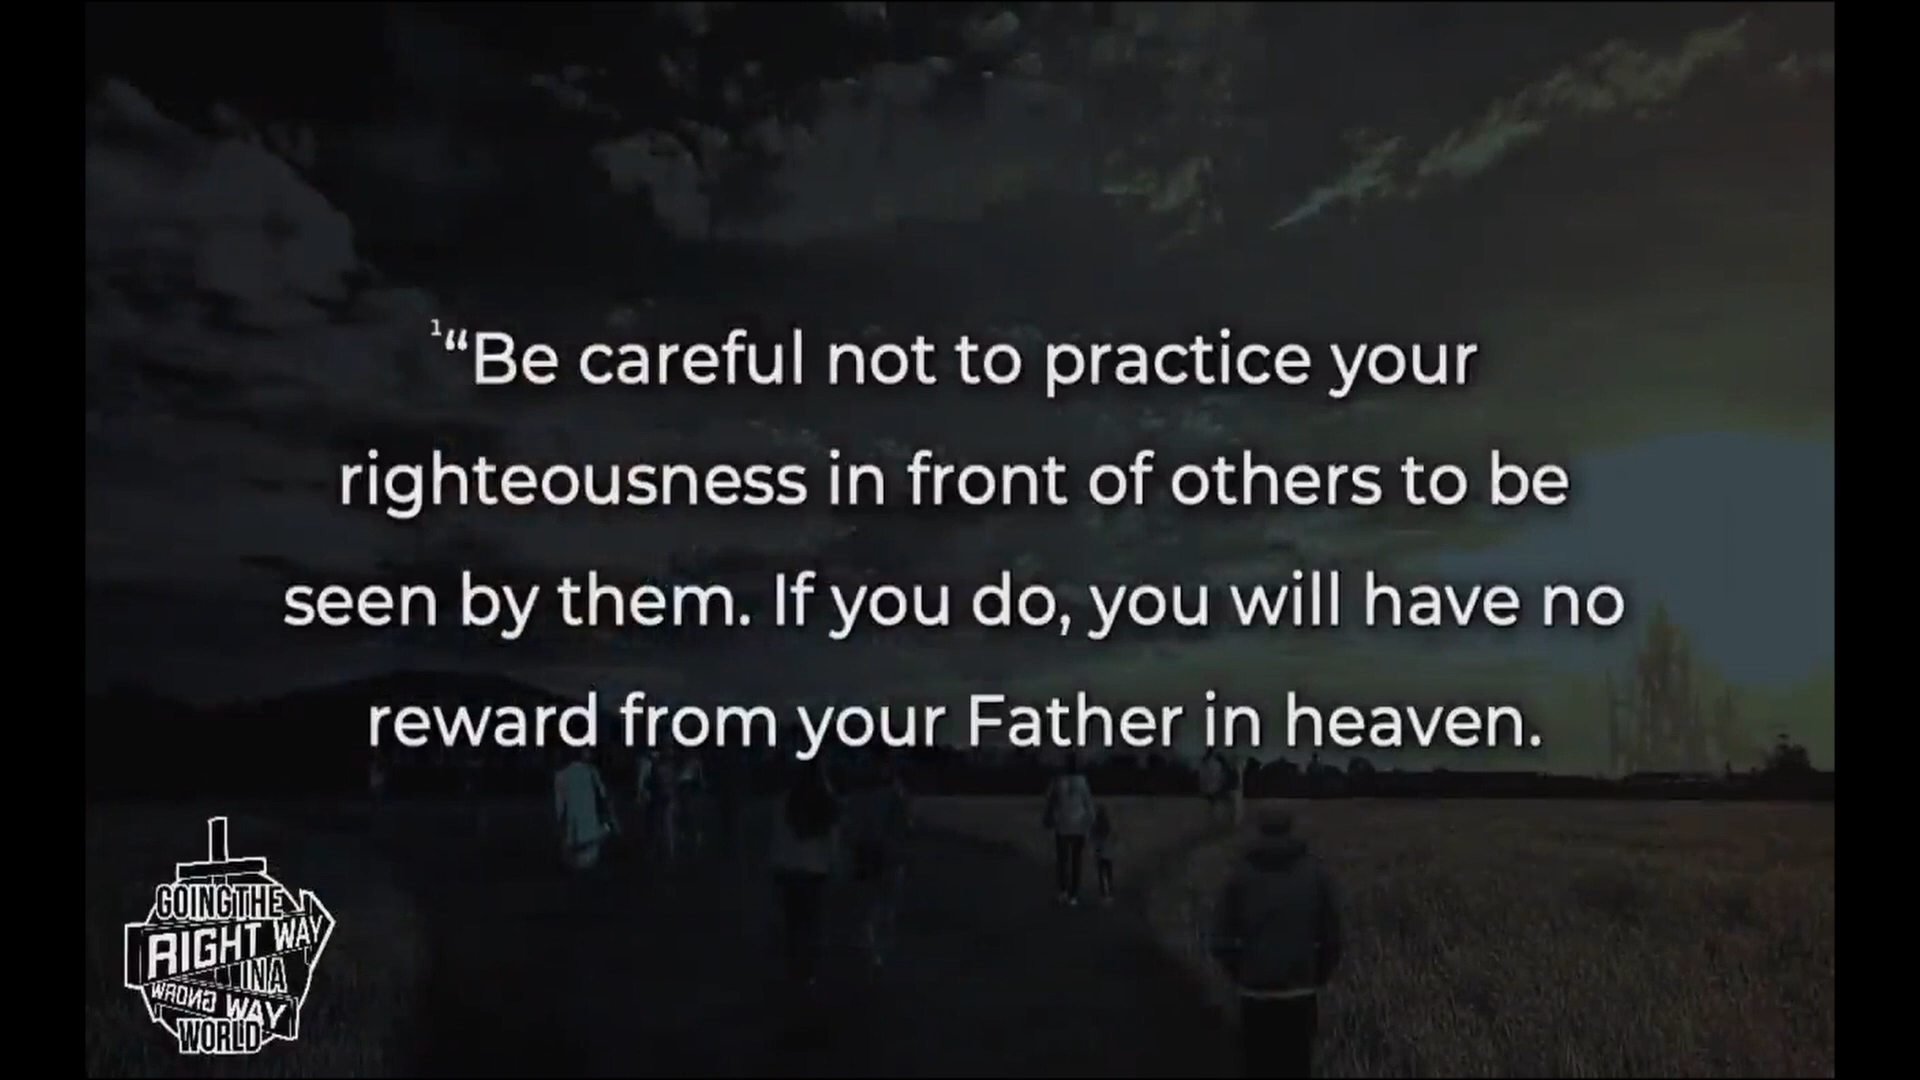 ¹“Be careful not to practice your
righteousness in front of others to be
seen by them. If you do, you will have no
reward from your Father in heaven.
GOING THE
RIGHT WAY
IN A
WRONG WAY
WORLD